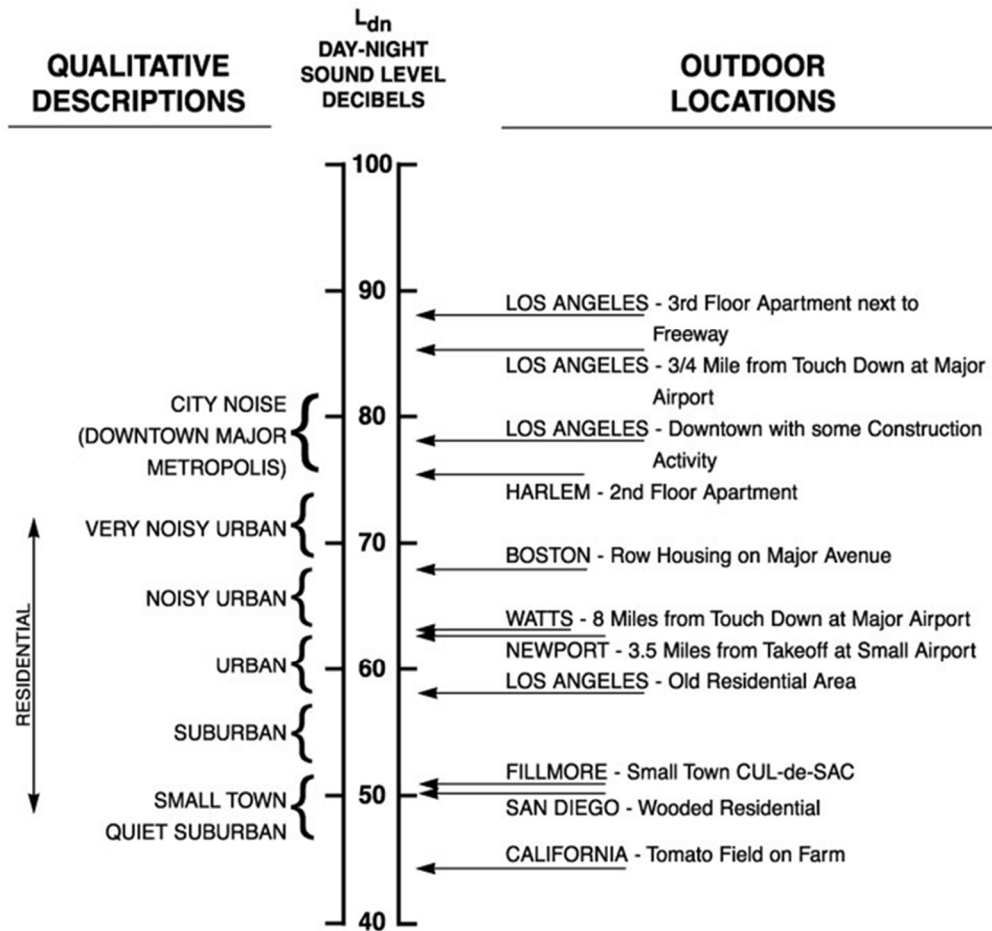 L_dn
DAY-NIGHT
SOUND LEVEL
DECIBELS
QUALITATIVE
DESCRIPTIONS
OUTDOOR
LOCATIONS
100
90
80
70
60
50
40
CITY NOISE
(DOWNTOWN MAJOR
METROPOLIS)
VERY NOISY URBAN
NOISY URBAN
URBAN
SUBURBAN
SMALL TOWN
QUIET SUBURBAN
RESIDENTIAL
LOS ANGELES - 3rd Floor Apartment next to
Freeway
LOS ANGELES - 3/4 Mile from Touch Down at Major
Airport
LOS ANGELES - Downtown with some Construction
Activity
HARLEM - 2nd Floor Apartment
BOSTON - Row Housing on Major Avenue
WATTS - 8 Miles from Touch Down at Major Airport
NEWPORT - 3.5 Miles from Takeoff at Small Airport
LOS ANGELES - Old Residential Area
FILLMORE - Small Town CUL-de-SAC
SAN DIEGO - Wooded Residential
CALIFORNIA - Tomato Field on Farm